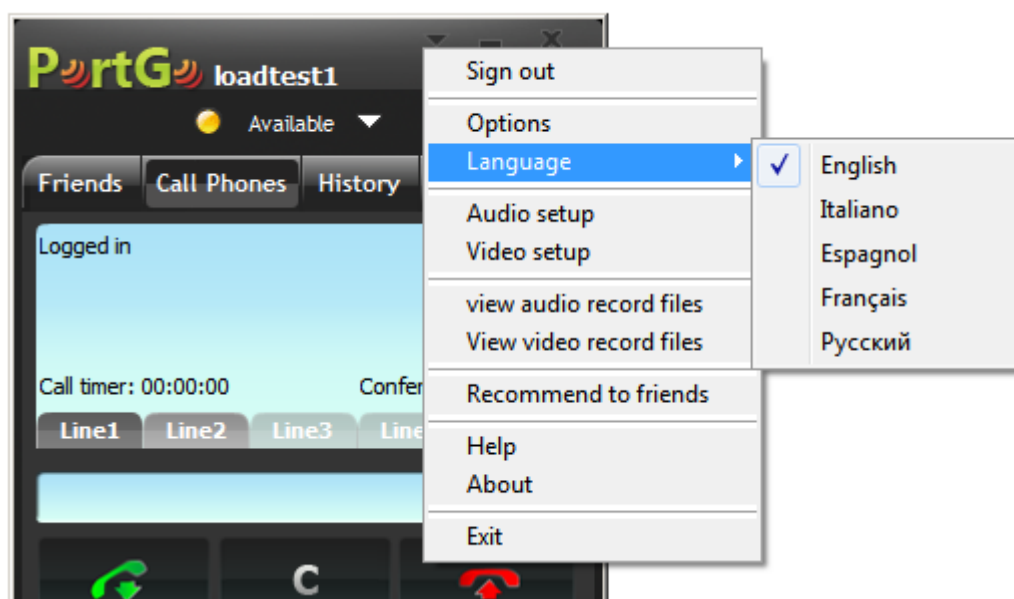 PortGo loadtest1
Available
Friends Call Phones History
Logged in
Call timer: 00:00:00 Confer
Line1 Line2 Line3 Line
C
Sign out
Options
Language
Audio setup
Video setup
view audio record files
View video record files
Recommend to friends
Help
About
Exit
English
Italiano
Espagnol
Français
Русский